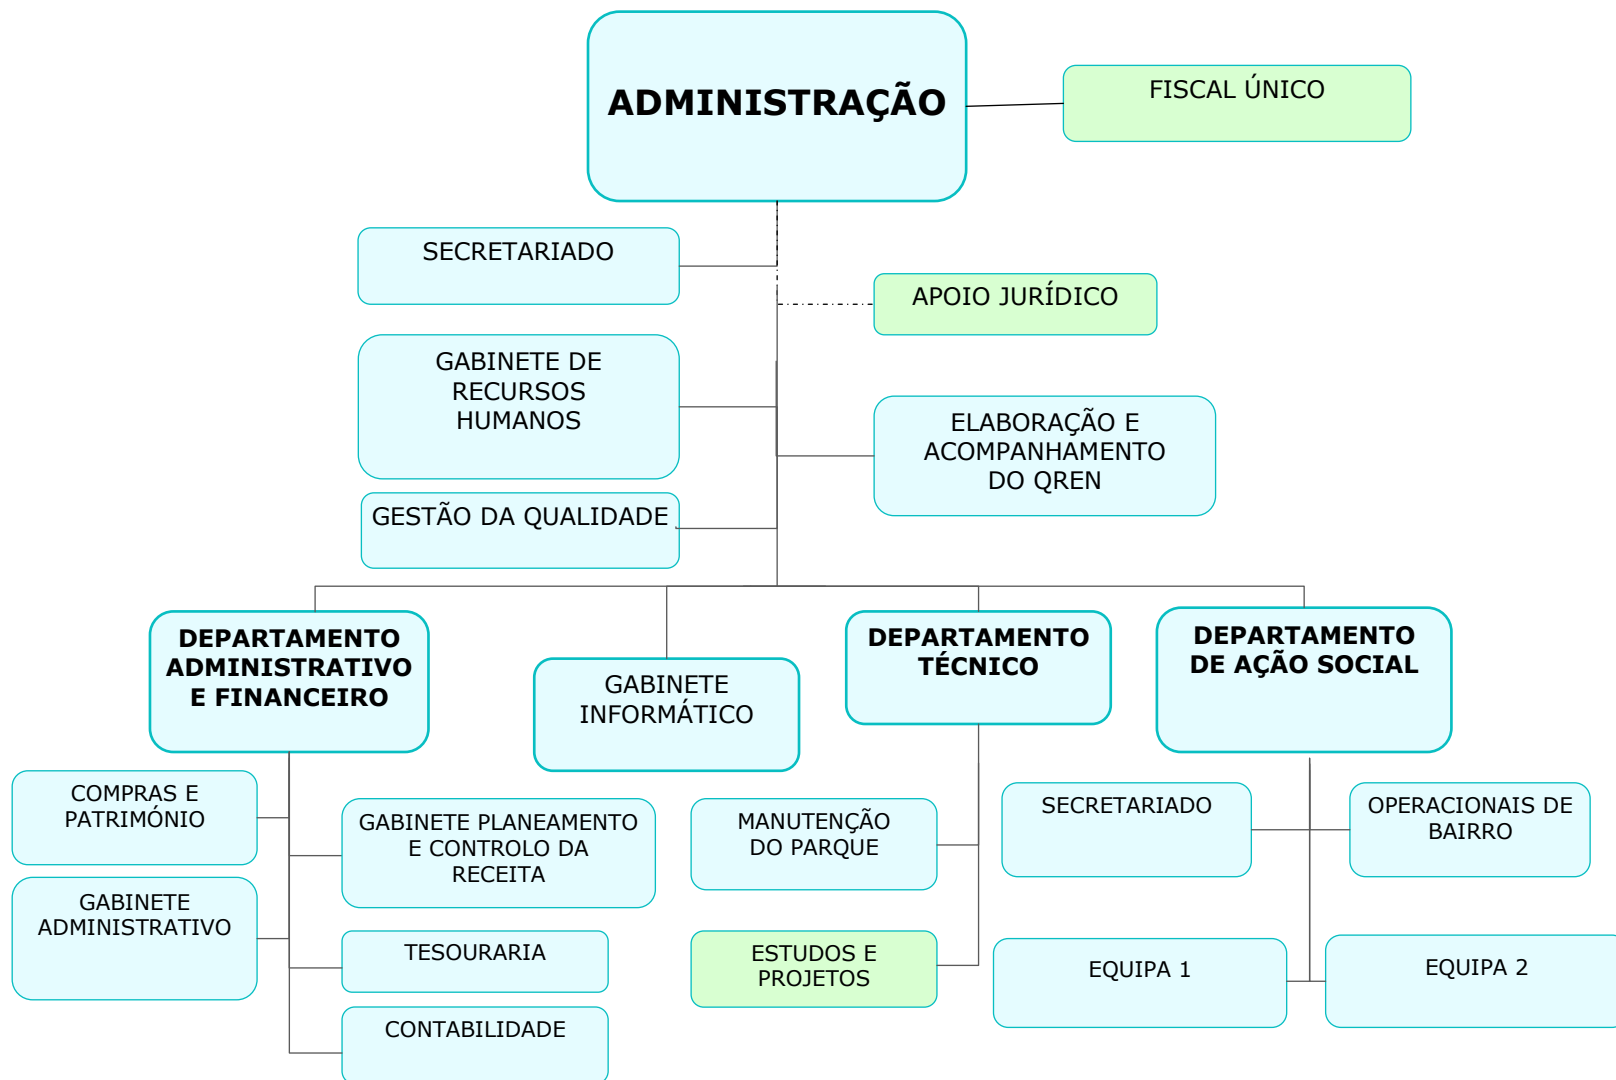 ADMINISTRAÇÃO
FISCAL ÚNICO
SECRETARIADO
APOIO JURÍDICO
GABINETE DE
RECURSOS
HUMANOS
ELABORAÇÃO E
ACOMPANHAMENTO
DO QREN
GESTÃO DA QUALIDADE
DEPARTAMENTO
ADMINISTRATIVO
E FINANCEIRO
GABINETE
INFORMÁTICO
DEPARTAMENTO
TÉCNICO
DEPARTAMENTO
DE AÇÃO SOCIAL
COMPRAS E
PATRIMÓNIO
GABINETE PLANEAMENTO
E CONTROLO DA
RECEITA
GABINETE
ADMINISTRATIVO
TESOURARIA
CONTABILIDADE
MANUTENÇÃO
DO PARQUE
ESTUDOS E
PROJETOS
SECRETARIADO
OPERACIONAIS DE
BAIRRO
EQUIPA 1
EQUIPA 2